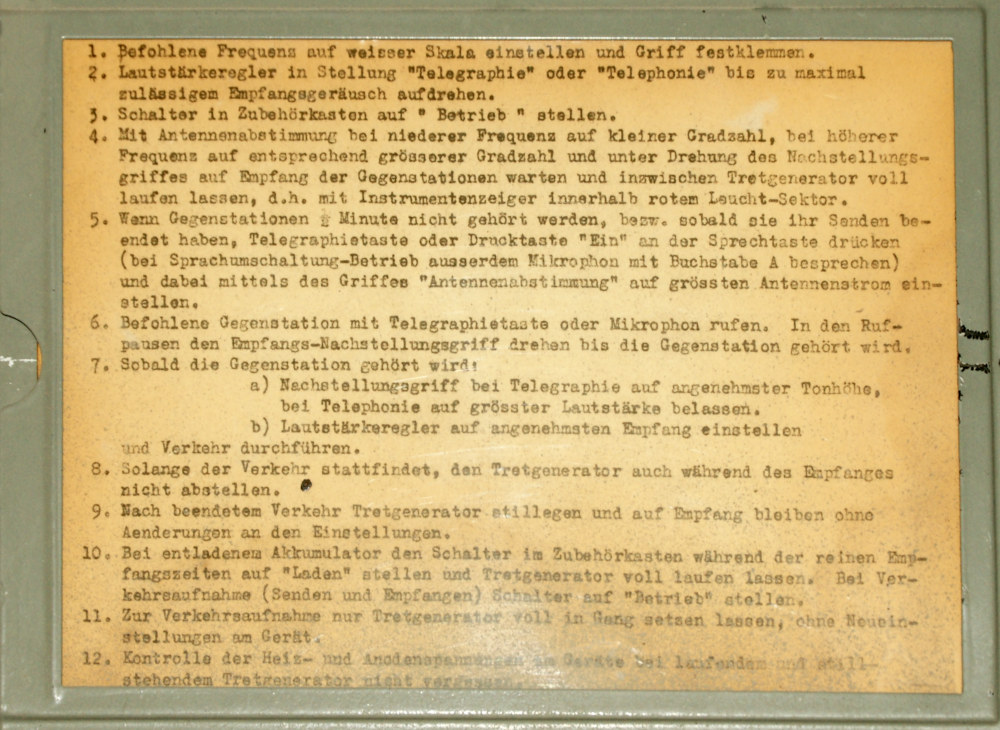 1. Befohlene Frequenz auf weisser Skala einstellen und Griff festklemmen.
2. Lautstärkeregler in Stellung "Telegraphie" oder "Telephonie" bis zu maximal
zulässigem Empfangsgeräusch aufdrehen.
3. Schalter in Zubehörkasten auf " Betrieb " stellen.
4. Mit Antennenabstimmung bei niederer Frequenz auf kleiner Gradzahl, bei höherer
Frequenz auf entsprechend grösserer Gradzahl und unter Drehung des Nachstellungs-
griffes auf Empfang der Gegenstationen warten und inzwischen Tretgenerator voll
laufen lassen, d.h. mit Instrumentenzeiger innerhalb rotem Leucht-Sektor.
5. Wenn Gegenstationen ½ Minute nicht gehört werden, bezw. sobald sie ihr Senden be-
endet haben, Telegraphietaste oder Drucktaste "Ein" an der Sprechtaste drücken
(bei Sprachumschaltung-Betrieb ausserdem Mikrophon mit Buchstabe A besprechen)
und dabei mittels des Griffes "Antennenabstimmung" auf grössten Antennenstrom ein-
stellen.
6. Befohlene Gegenstation mit Telegraphietaste oder Mikrophon rufen. In den Ruf-
pausen den Empfangs-Nachstellungsgriff drehen bis die Gegenstation gehört wird.
7. Sobald die Gegenstation gehört wird:
a) Nachstellungsgriff bei Telegraphie auf angenehmster Tonhöhe,
bei Telephonie auf grösster Lautstärke belassen.
b) Lautstärkeregler auf angenehmsten Empfang einstellen
und Verkehr durchführen.
8. Solange der Verkehr stattfindet, den Tretgenerator auch während des Empfanges
nicht abstellen.
9. Nach beendetem Verkehr Tretgenerator stillegen und auf Empfang bleiben ohne
Aenderungen an den Einstellungen.
10. Bei entladenem Akkumulator den Schalter im Zubehörkasten während der reinen Emp-
fangszeiten auf "Laden" stellen und Tretgenerator voll laufen lassen. Bei Ver-
kehrsaufnahme (Senden und Empfangen) Schalter auf "Betrieb" stellen.
11. Zur Verkehrsaufnahme nur Tretgenerator voll in Gang setzen lassen, ohne Neuein-
stellungen am Gerät.
12. Kontrolle der Heiz- und Anodenspannungen am Geräte bei laufendem und still-
stehendem Tretgenerator nicht vergessen.